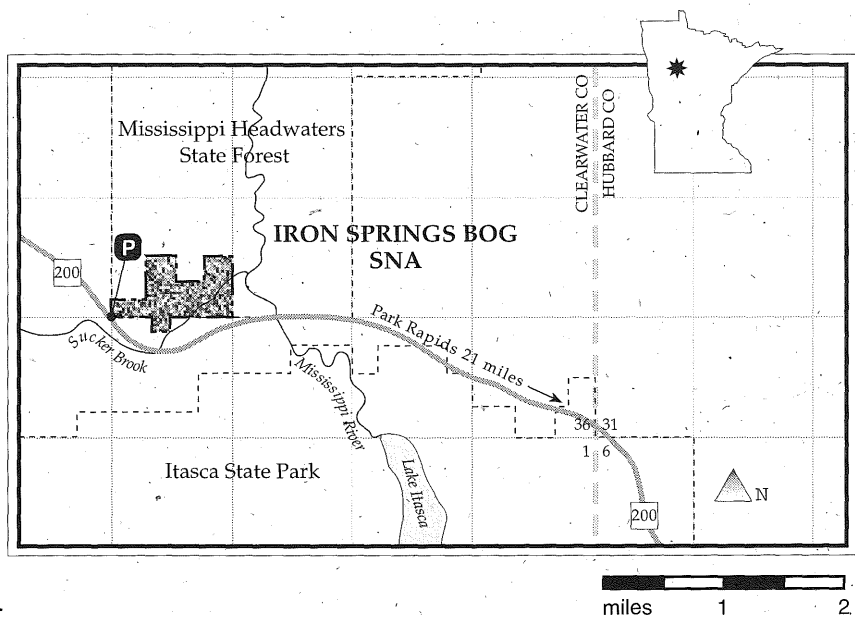 Mississippi Headwaters
State Forest
CLEARWATER CO
HUBBARD CO
IRON SPRINGS BOG
SNA
P
200
Park Rapids 21 miles
Sucker Brook
Mississippi River
36 31
1 6
Itasca State Park
Lake Itasca
N
200
miles 1 2